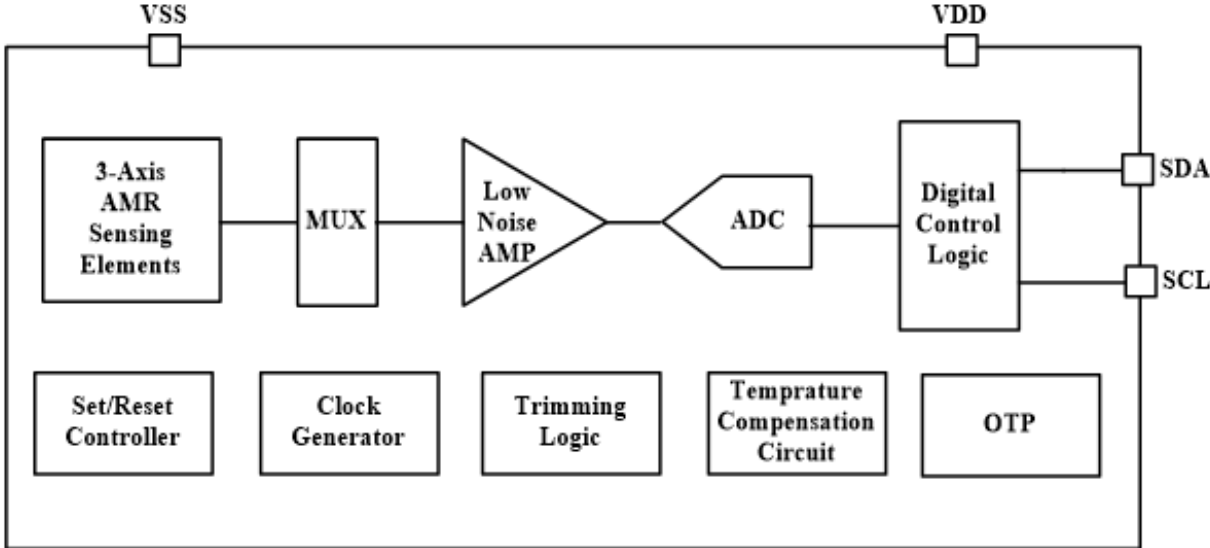 VSS
VDD
3-Axis
AMR
Sensing
Elements
MUX
Low
Noise
AMP
ADC
Digital
Control
Logic
SDA
SCL
Set/Reset
Controller
Clock
Generator
Trimming
Logic
Temprature
Compensation
Circuit
OTP